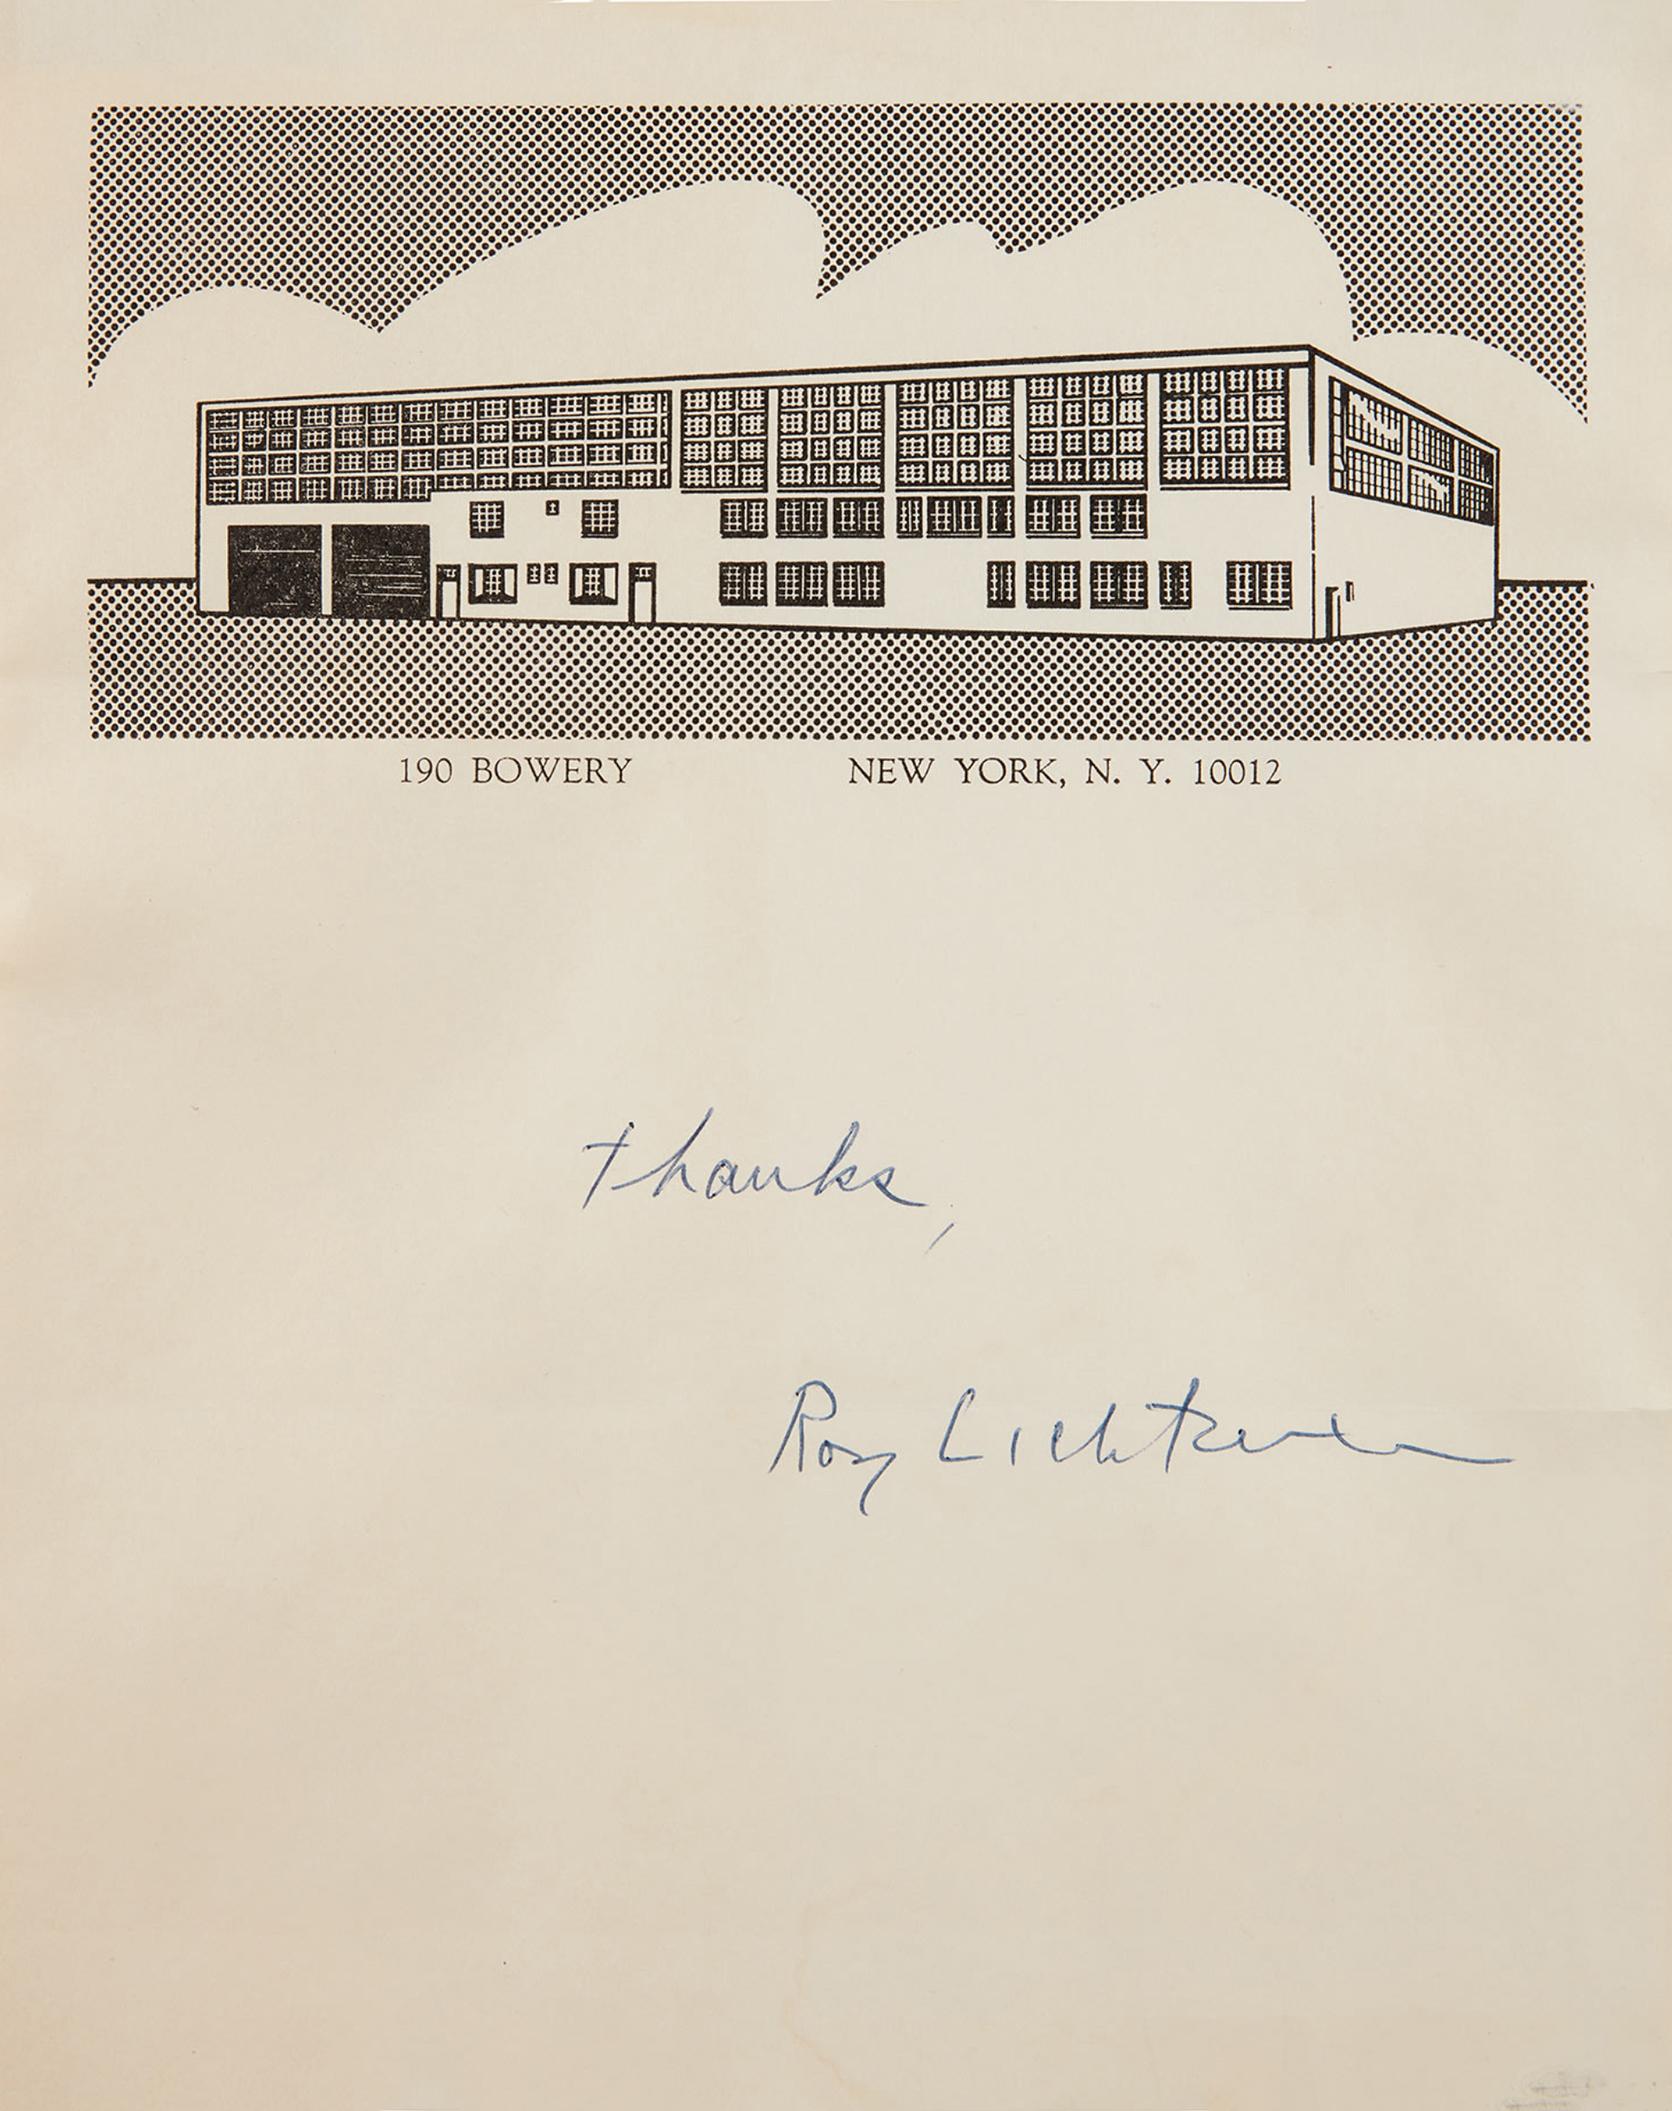 190 BOWERY NEW YORK, N. Y. 10012
thanks,
Roy Lichtenstein